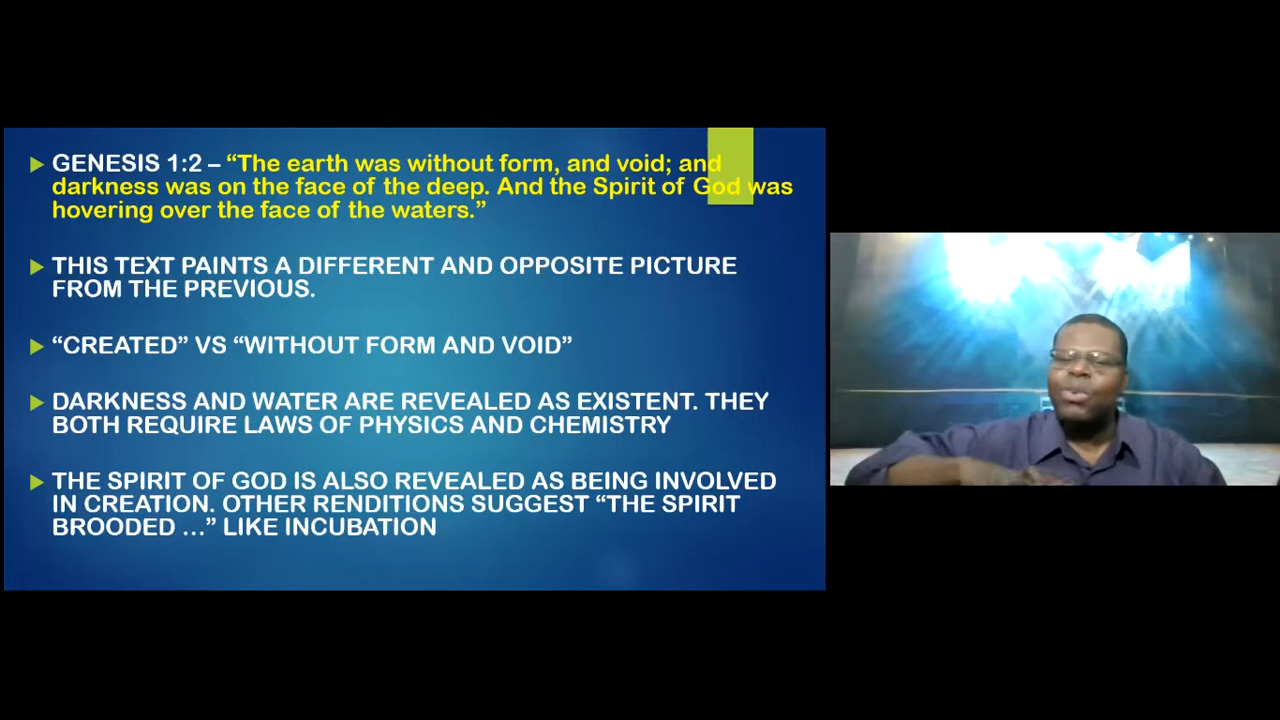 GENESIS 1:2 – “The earth was without form, and void; and
darkness was on the face of the deep. And the Spirit of God was
hovering over the face of the waters.”
THIS TEXT PAINTS A DIFFERENT AND OPPOSITE PICTURE
FROM THE PREVIOUS.
“CREATED” VS “WITHOUT FORM AND VOID”
DARKNESS AND WATER ARE REVEALED AS EXISTENT. THEY
BOTH REQUIRE LAWS OF PHYSICS AND CHEMISTRY
THE SPIRIT OF GOD IS ALSO REVEALED AS BEING INVOLVED
IN CREATION. OTHER RENDITIONS SUGGEST “THE SPIRIT
BROODED …” LIKE INCUBATION